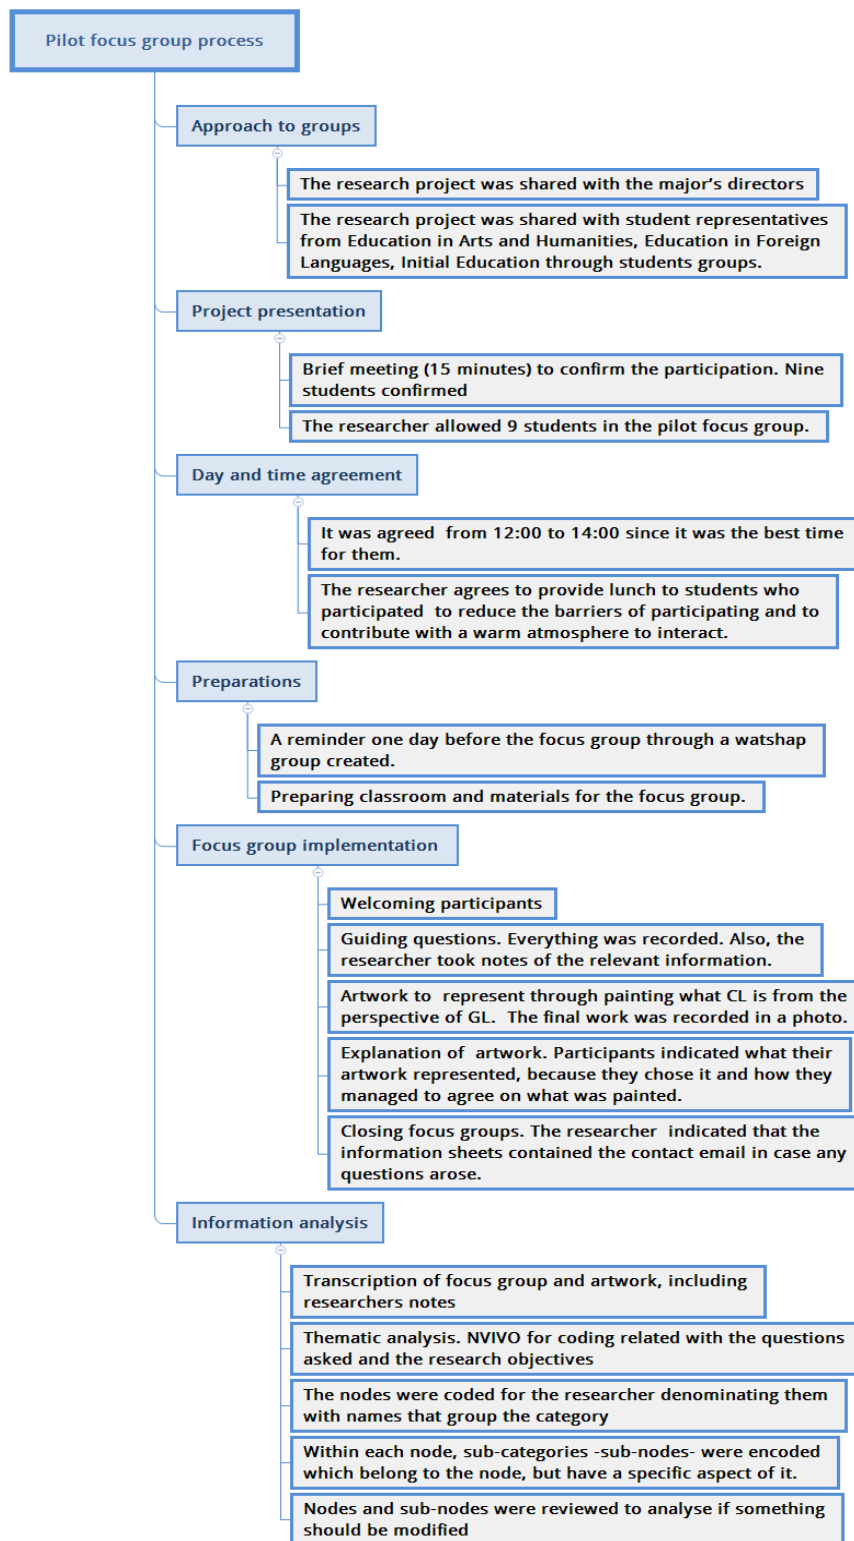 Pilot focus group process
Approach to groups
The research project was shared with the major’s directors
The research project was shared with student representatives
from Education in Arts and Humanities, Education in Foreign
Languages, Initial Education through students groups.
Project presentation
Brief meeting (15 minutes) to confirm the participation. Nine
students confirmed
The researcher allowed 9 students in the pilot focus group.
Day and time agreement
It was agreed from 12:00 to 14:00 since it was the best time
for them.
The researcher agrees to provide lunch to students who
participated to reduce the barriers of participating and to
contribute with a warm atmosphere to interact.
Preparations
A reminder one day before the focus group through a watshap
group created.
Preparing classroom and materials for the focus group.
Focus group implementation
Welcoming participants
Guiding questions. Everything was recorded. Also, the
researcher took notes of the relevant information.
Artwork to represent through painting what CL is from the
perspective of GL. The final work was recorded in a photo.
Explanation of artwork. Participants indicated what their
artwork represented, because they chose it and how they
managed to agree on what was painted.
Closing focus groups. The researcher indicated that the
information sheets contained the contact email in case any
questions arose.
Information analysis
Transcription of focus group and artwork, including
researchers notes
Thematic analysis. NVIVO for coding related with the questions
asked and the research objectives
The nodes were coded for the researcher denominating them
with names that group the category
Within each node, sub-categories -sub-nodes- were encoded
which belong to the node, but have a specific aspect of it.
Nodes and sub-nodes were reviewed to analyse if something
should be modified